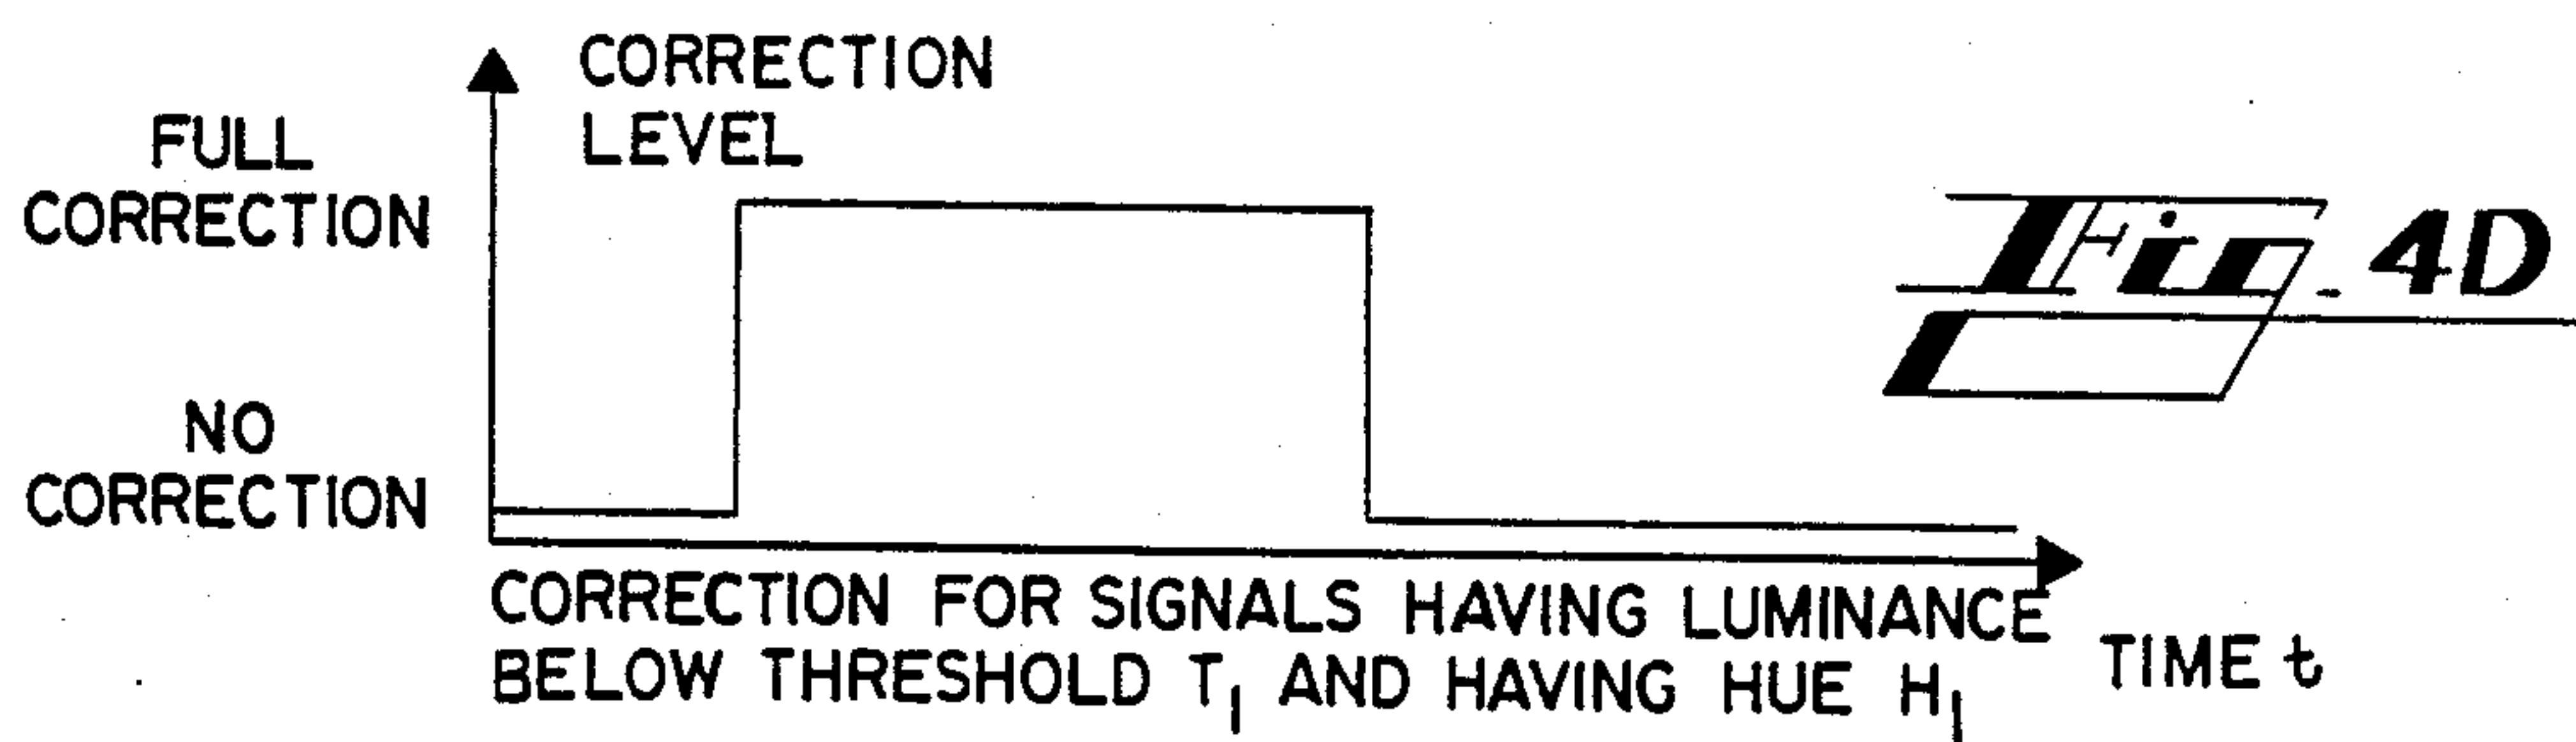 CORRECTION
LEVEL
FULL
CORRECTION
Fig. 4D
NO
CORRECTION
CORRECTION FOR SIGNALS HAVING LUMINANCE
BELOW THRESHOLD T₁ AND HAVING HUE H₁
TIME t